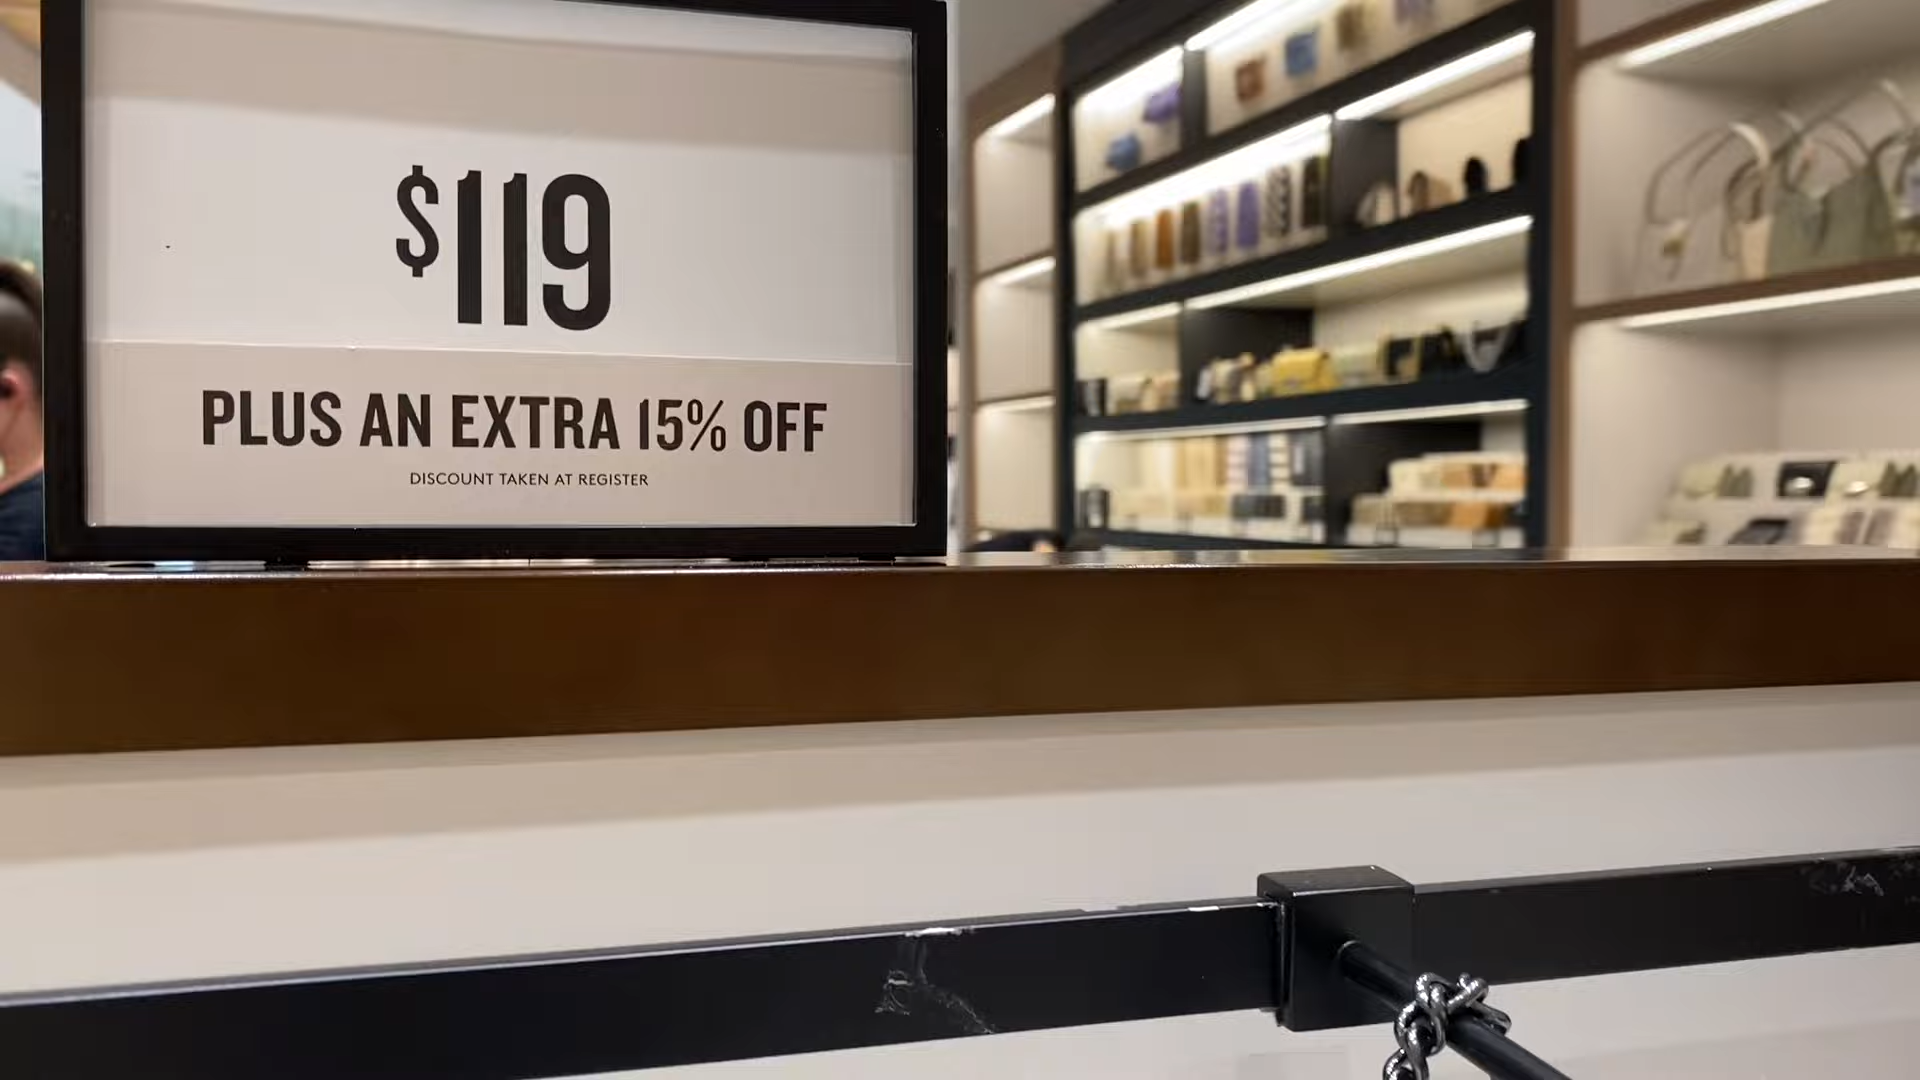 $119
PLUS AN EXTRA 15% OFF
DISCOUNT TAKEN AT REGISTER